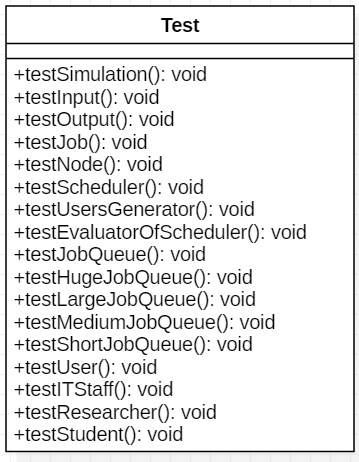 Test
+testSimulation(): void
+testInput(): void
+testOutput(): void
+testJob(): void
+testNode(): void
+testScheduler(): void
+testUsersGenerator(): void
+testEvaluatorOfScheduler(): void
+testJobQueue(): void
+testHugeJobQueue(): void
+testLargeJobQueue(): void
+testMediumJobQueue(): void
+testShortJobQueue(): void
+testUser(): void
+testITStaff(): void
+testResearcher(): void
+testStudent(): void